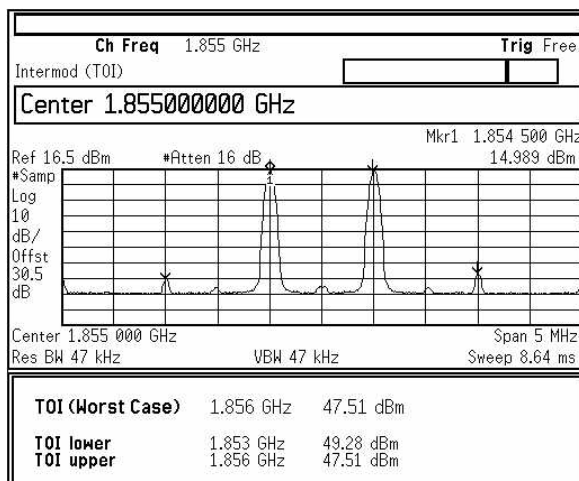 Ch Freq 1.855 GHz Trig Free
Intermod (TOI)
Center 1.855000000 GHz
Mkr1 1.854 500 GHz
Ref 16.5 dBm #Atten 16 dB 14.989 dBm
#Samp
Log
10
dB/
Offst
30.5
dB
1
Center 1.855 000 GHz Span 5 MHz
Res BW 47 kHz VBW 47 kHz Sweep 8.64 ms
TOI (Worst Case) 1.856 GHz 47.51 dBm
TOI lower 1.853 GHz 49.28 dBm
TOI upper 1.856 GHz 47.51 dBm